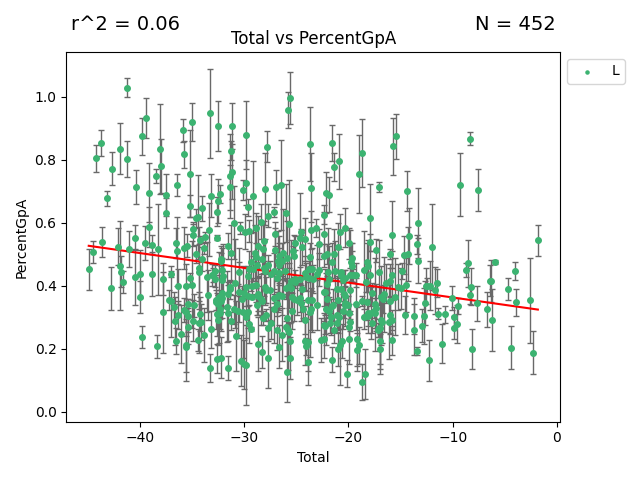 r^2 = 0.06
N = 452
Total vs PercentGpA
L
PercentGpA
1.0
0.8
0.6
0.4
0.2
0.0
−40
−30
−20
−10
0
Total